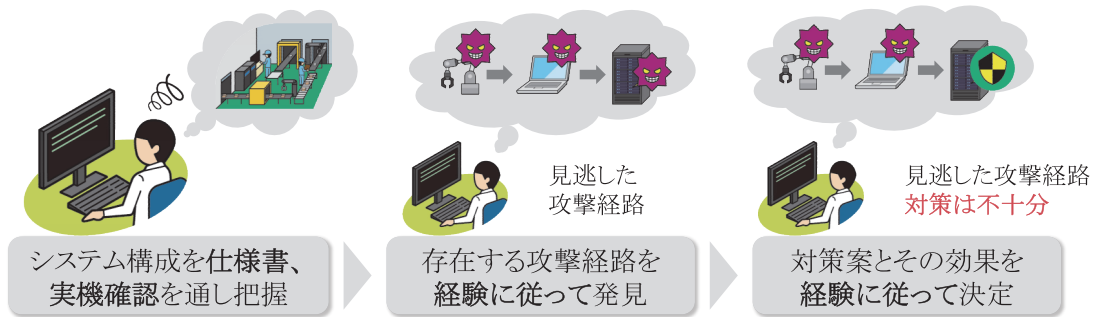 システム構成を仕様書、
実機確認を通し把握
見逃した
攻撃経路
存在する攻撃経路を
経験に従って発見
見逃した攻撃経路
対策は不十分
対策案とその効果を
経験に従って決定